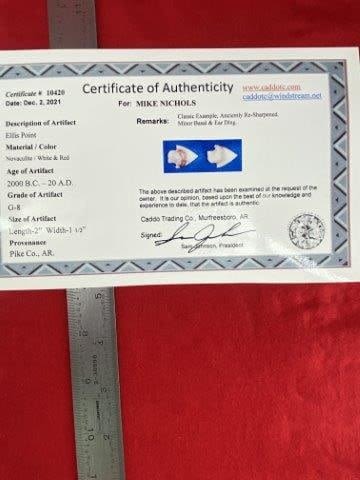 Certificate # 10420
Certificate of Authenticity
www.caddotc.com
Date: Dec. 2, 2021
For: MIKE NICHOLS
caddotc@windstream.net
Description of Artifact
Ellis Point
Material / Color
Novaculite / White & Red
Age of Artifact
2000 B.C. - 20 A.D.
Grade of Artifact
G-8
Size of Artifact
Length-2" Width-1 1/2"
Provenance
Pike Co., AR.
Remarks: Classic Example, Anciently Re-Sharpened,
Minor Basal & Ear Ding.
The above described artifact has been examined at the request of the
owner. It is our opinion, based upon the best of our knowledge and
experience to date, that the artifact is authentic.
Caddo Trading Co., Murfreesboro, AR.
Signed:
Sam Johnson, President
5
8
9
10